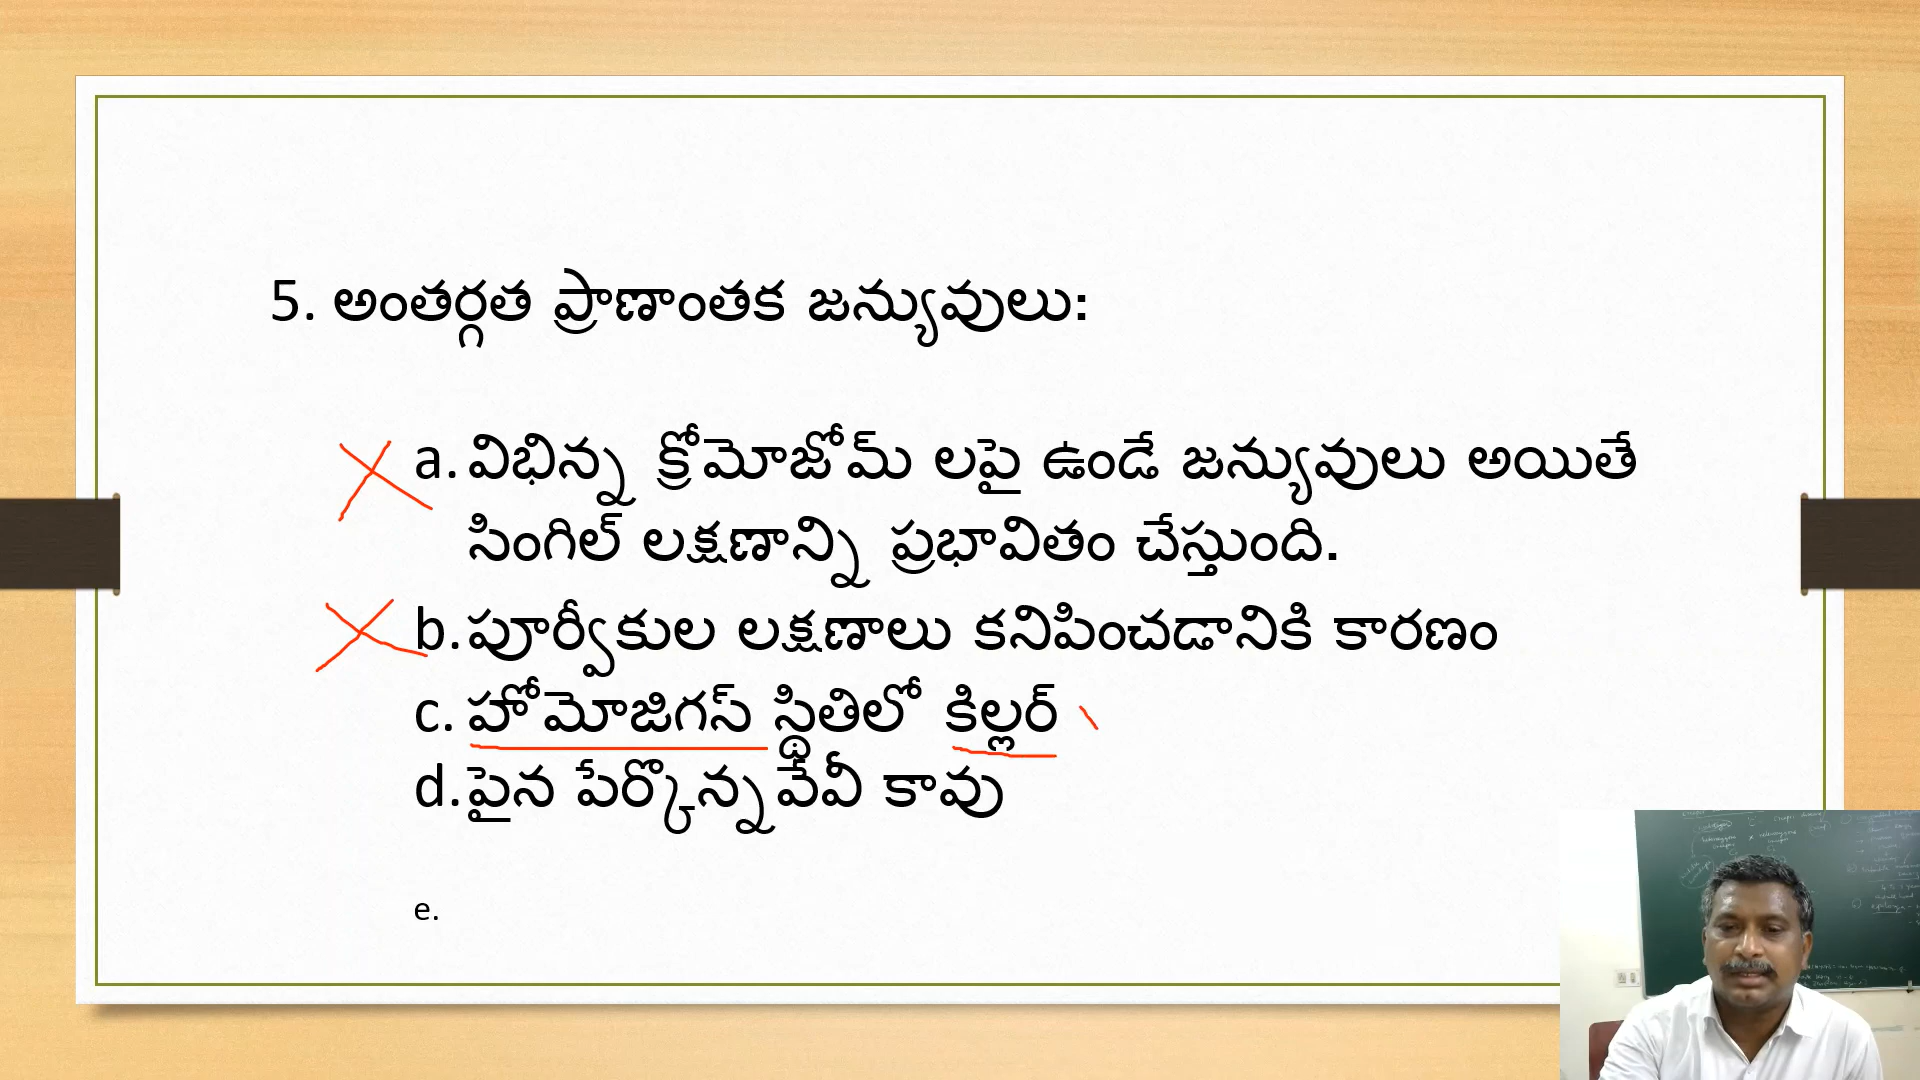 5. అంతర్గత ప్రాణాంతక జన్యువులు:
a. విభిన్న క్రోమోజోమ్ లపై ఉండే జన్యువులు అయితే
సింగిల్ లక్షణాన్ని ప్రభావితం చేస్తుంది.
b. పూర్వీకుల లక్షణాలు కనిపించడానికి కారణం
c. హోమోజిగస్ స్థితిలో కిల్లర్
d. పైన పేర్కొన్నవేవీ కావు
e.